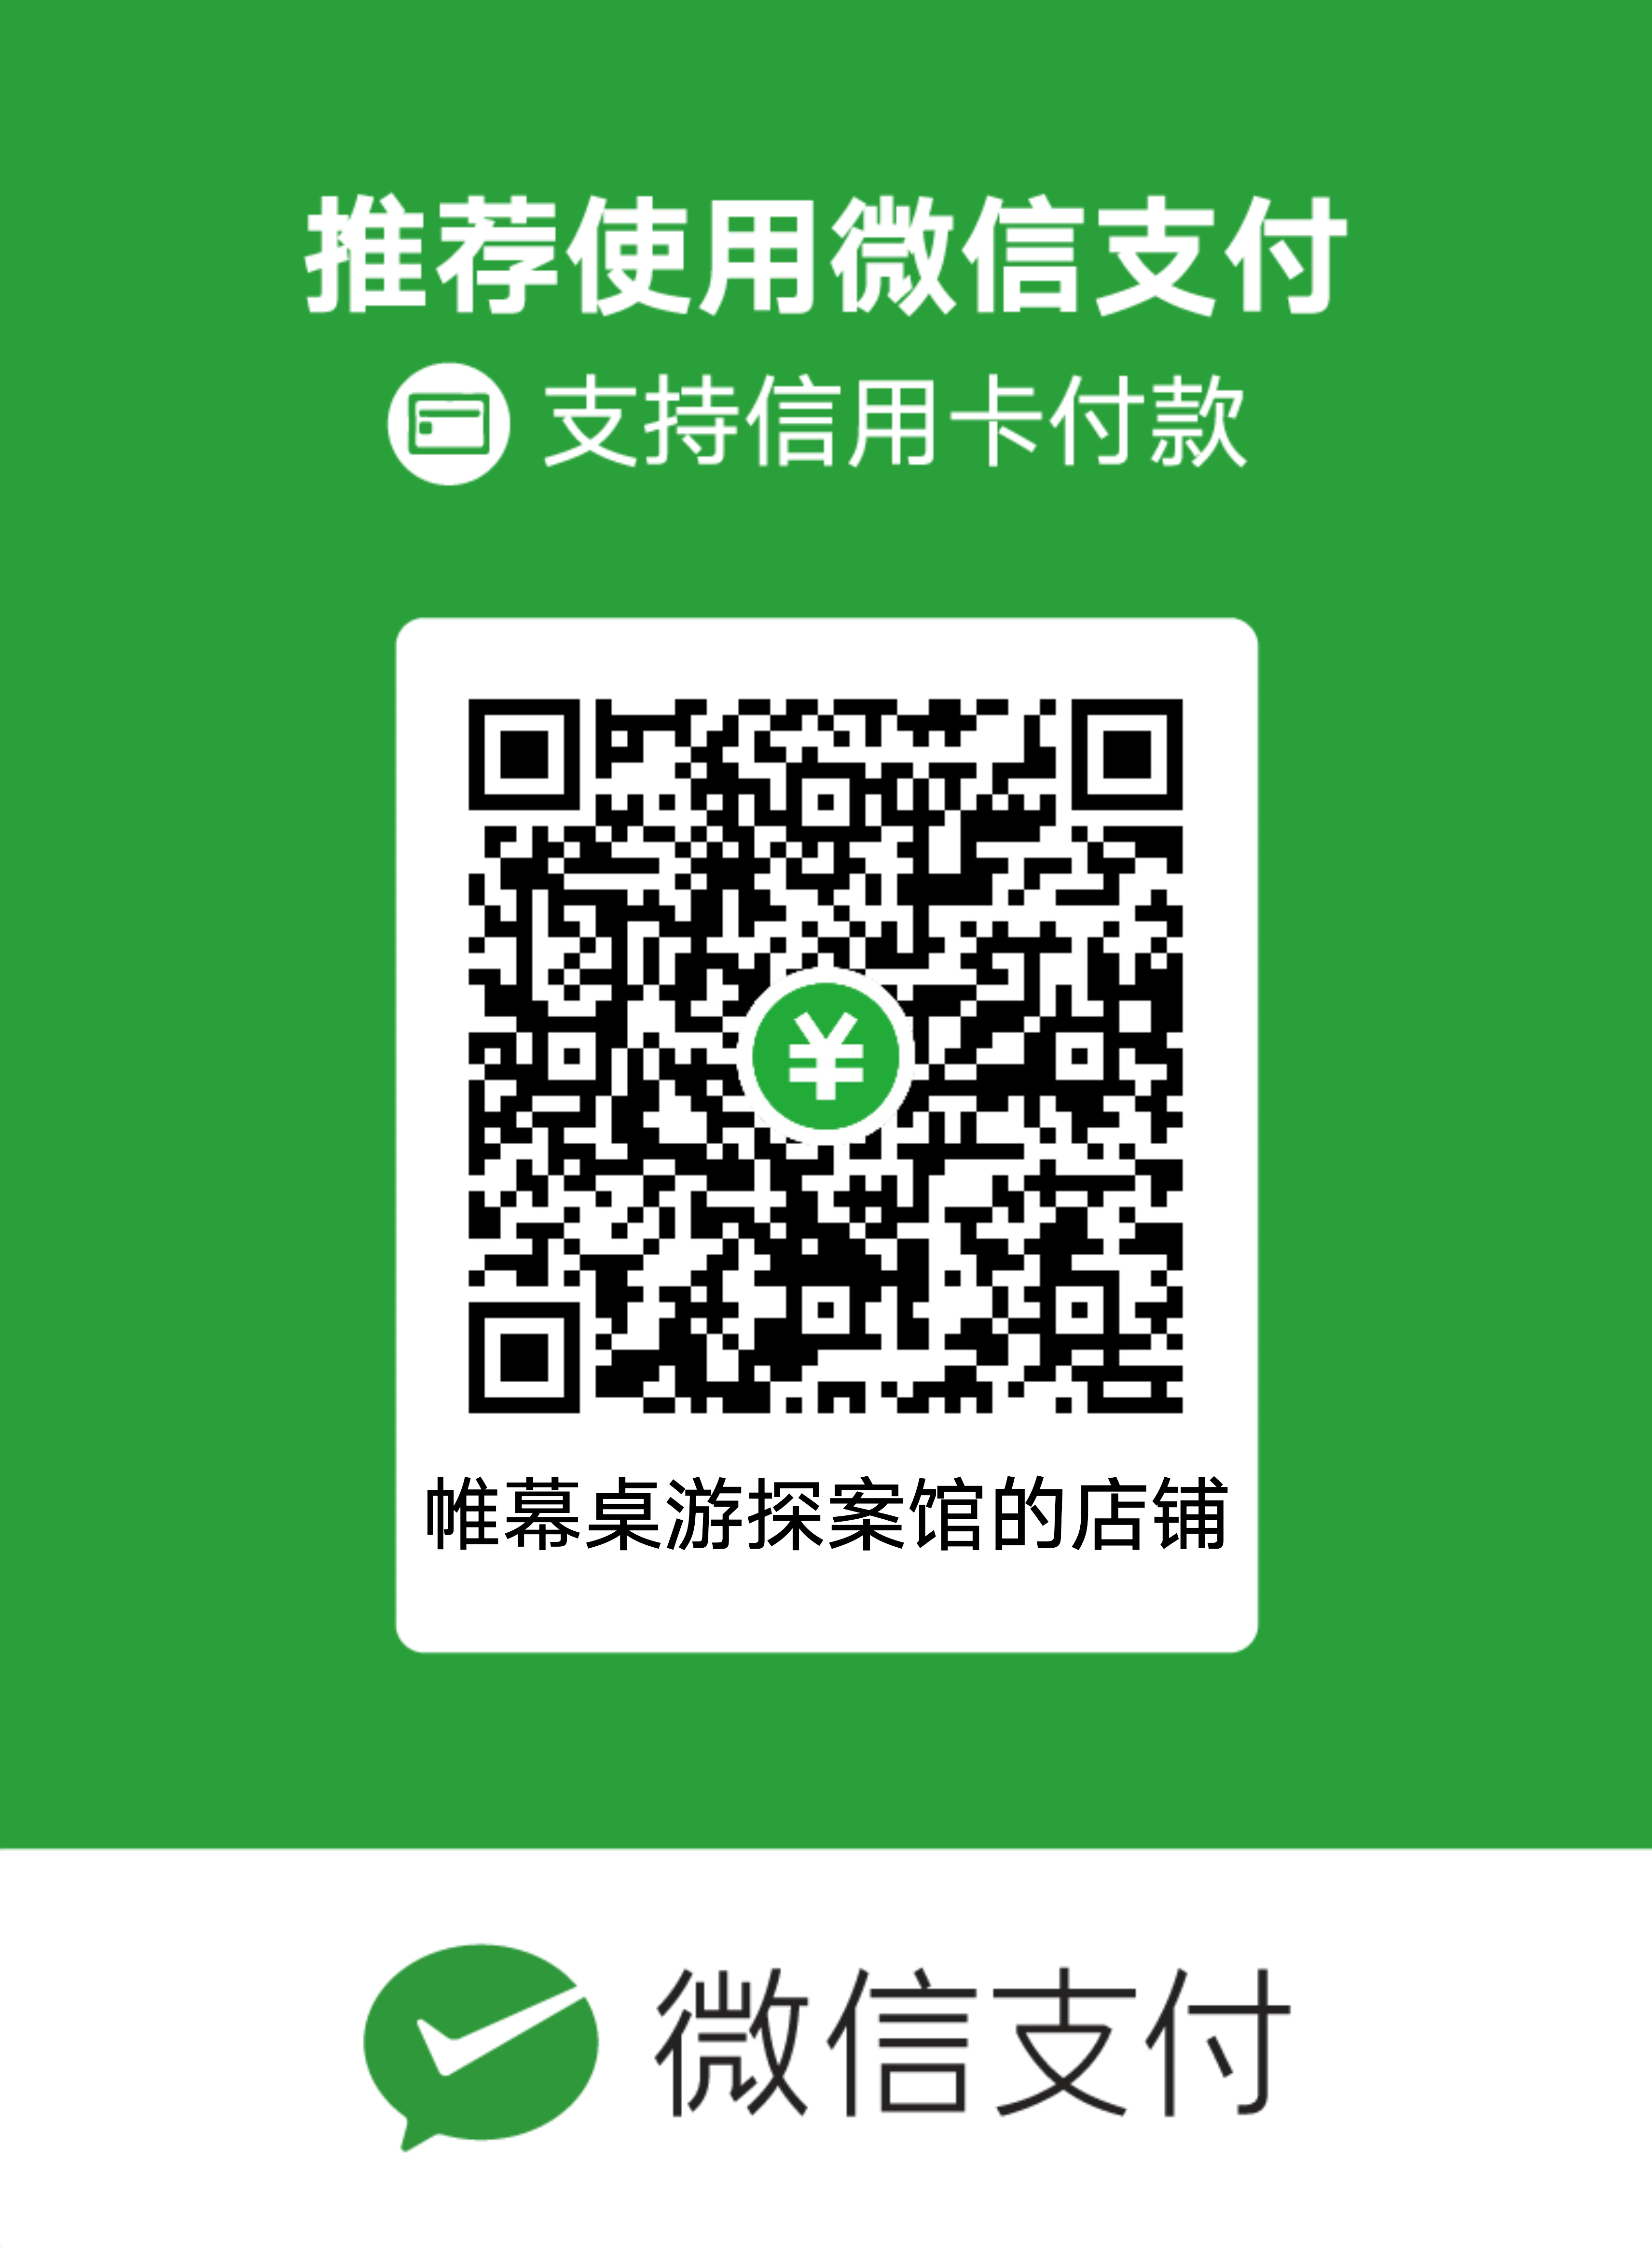 推荐使用微信支付
支持信用卡付款
¥
帷幕桌游探案馆的店铺
微信支付